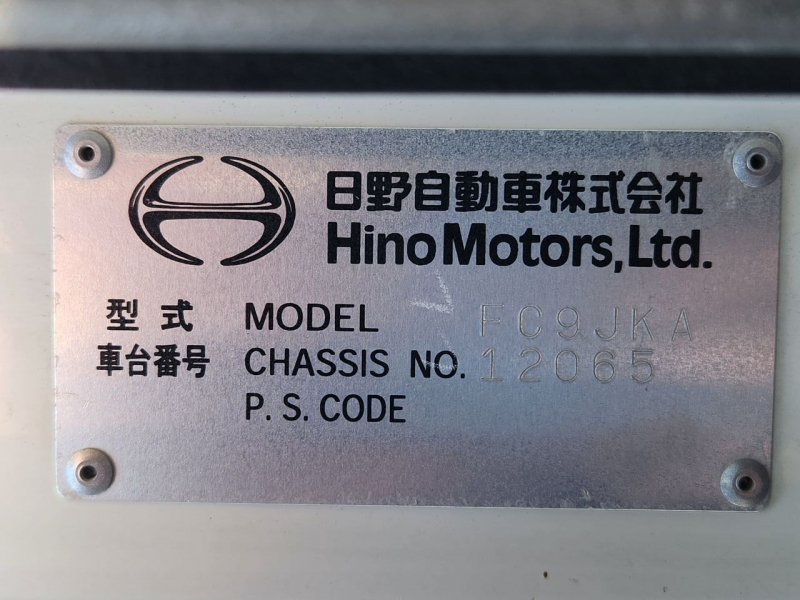 日野自動車株式会社
Hino Motors, Ltd.
型式 MODEL FC9JKA
車台番号 CHASSIS NO. 12065
P. S. CODE